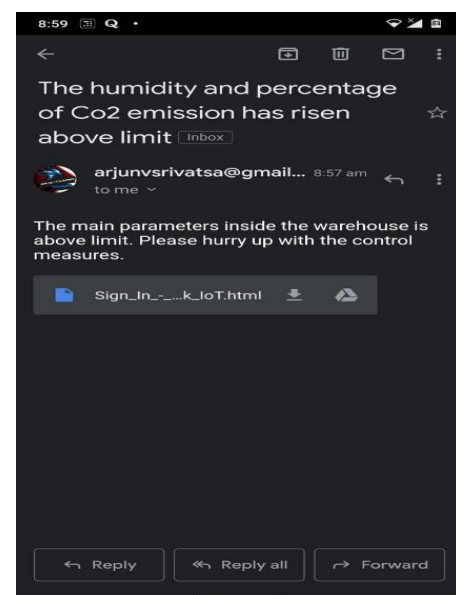 8:59
The humidity and percentage
of Co2 emission has risen
above limit Inbox
arjunvsrivatsa@gmail... 8:57 am
to me
The main parameters inside the warehouse is
above limit. Please hurry up with the control
measures.
Sign_In_-_...k_IoT.html
Reply Reply all Forward